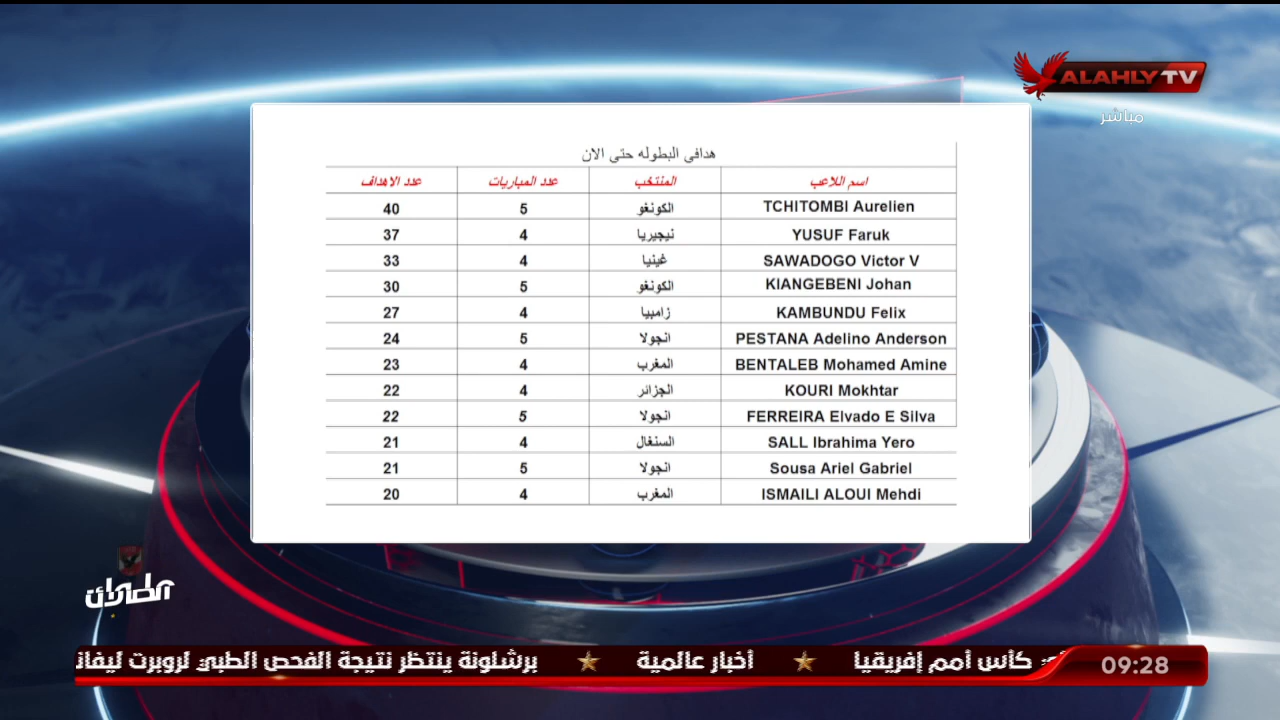 ALAHLY TV
مباشر
هدافي البطوله حتى الان
اسم اللاعب المنتخب عدد المباريات عدد الاهداف
TCHITOMBI Aurelien الكونغو 5 40
YUSUF Faruk نيجيريا 4 37
SAWADOGO Victor V غينيا 4 33
KIANGEBENI Johan الكونغو 5 30
KAMBUNDU Felix زامبيا 4 27
PESTANA Adelino Anderson انجولا 5 24
BENTALEB Mohamed Amine المغرب 4 23
KOURI Mokhtar الجزائر 4 22
FERREIRA Elvado E Silva انجولا 5 22
SALL Ibrahima Yero السنغال 4 21
Sousa Ariel Gabriel انجولا 5 21
ISMAILI ALOUI Mehdi المغرب 4 20
كأس أمم إفريقيا ★ أخبار عالمية ★ برشلونة ينتظر نتيجة الفحص الطبي لروبرت ليفان
09:28